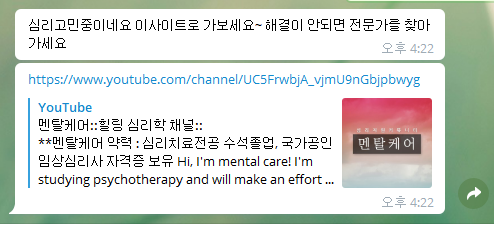 심리고민중이네요 이사이트로 가보세요~ 해결이 안되면 전문가를 찾아
가세요
오후 4:22
https://www.youtube.com/channel/UC5FrwbjA_vjmU9nGbjpbwyg
YouTube
멘탈케어::힐링 심리학 채널::
**멘탈케어 약력 : 심리치료전공 수석졸업, 국가공인
임상심리사 자격증 보유 Hi, I'm mental care! I'm
studying psychotherapy and will make an effort ...
멘탈케어
오후 4:22